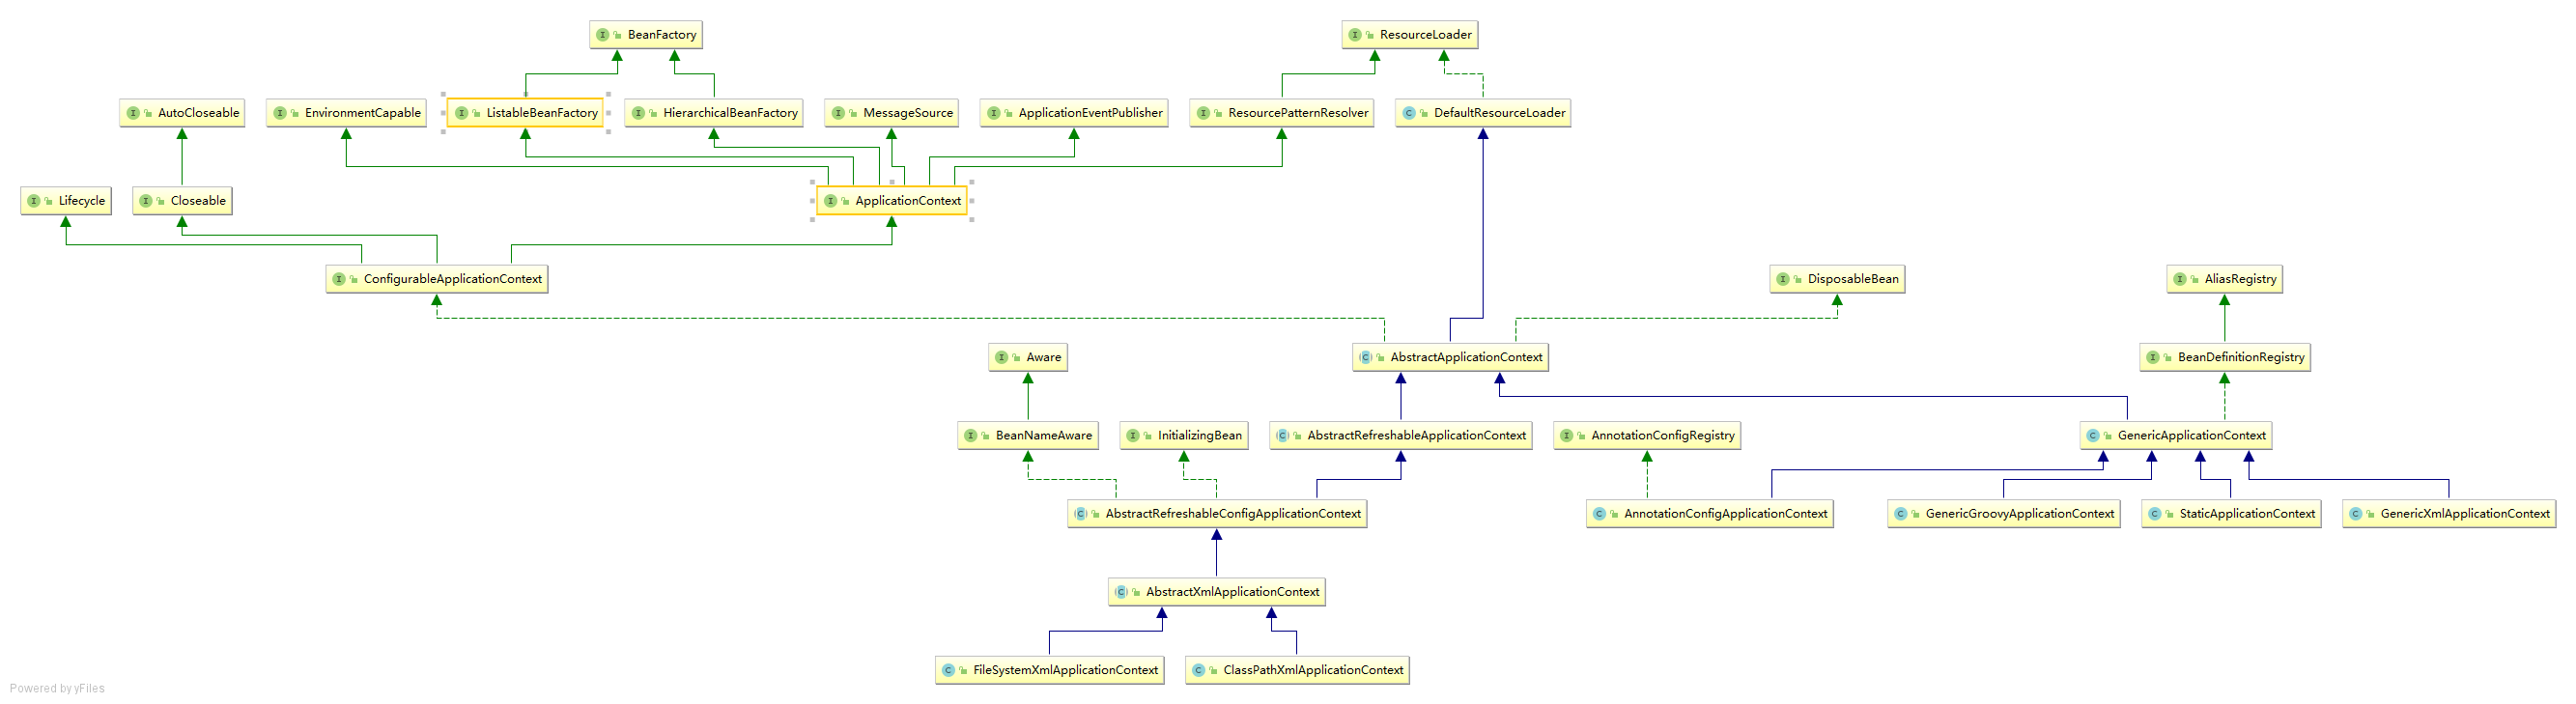 BeanFactory
ResourceLoader
AutoCloseable
EnvironmentCapable
ListableBeanFactory
HierarchicalBeanFactory
MessageSource
ApplicationEventPublisher
ResourcePatternResolver
DefaultResourceLoader
Lifecycle
Closeable
ApplicationContext
ConfigurableApplicationContext
DisposableBean
AliasRegistry
Aware
AbstractApplicationContext
BeanDefinitionRegistry
BeanNameAware
InitializingBean
AbstractRefreshableApplicationContext
AnnotationConfigRegistry
GenericApplicationContext
AbstractRefreshableConfigApplicationContext
AnnotationConfigApplicationContext
GenericGroovyApplicationContext
StaticApplicationContext
GenericXmlApplicationContext
AbstractXmlApplicationContext
FileSystemXmlApplicationContext
ClassPathXmlApplicationContext
Powered by yFiles